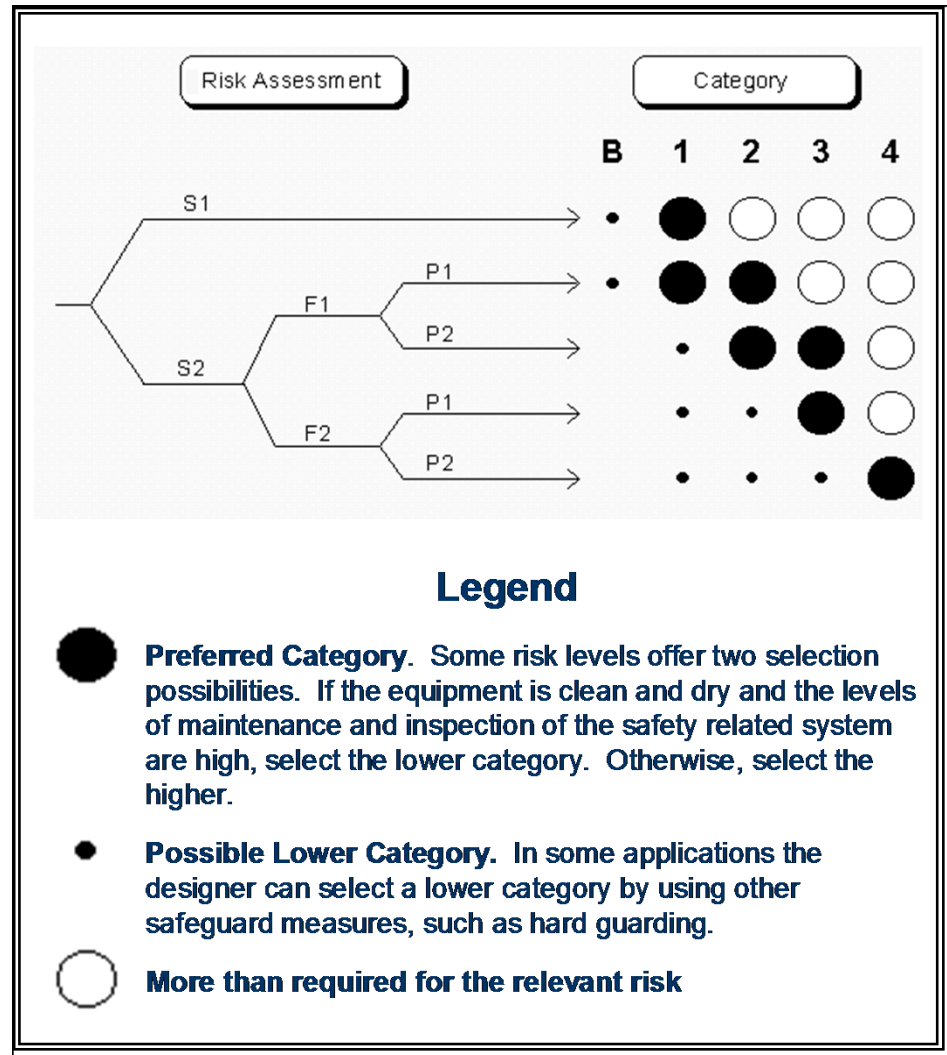 Risk Assessment
Category
B 1 2 3 4
S1
P1
F1
P2
S2
P1
F2
P2
Legend
Preferred Category. Some risk levels offer two selection
possibilities. If the equipment is clean and dry and the levels
of maintenance and inspection of the safety related system
are high, select the lower category. Otherwise, select the
higher.
Possible Lower Category. In some applications the
designer can select a lower category by using other
safeguard measures, such as hard guarding.
More than required for the relevant risk